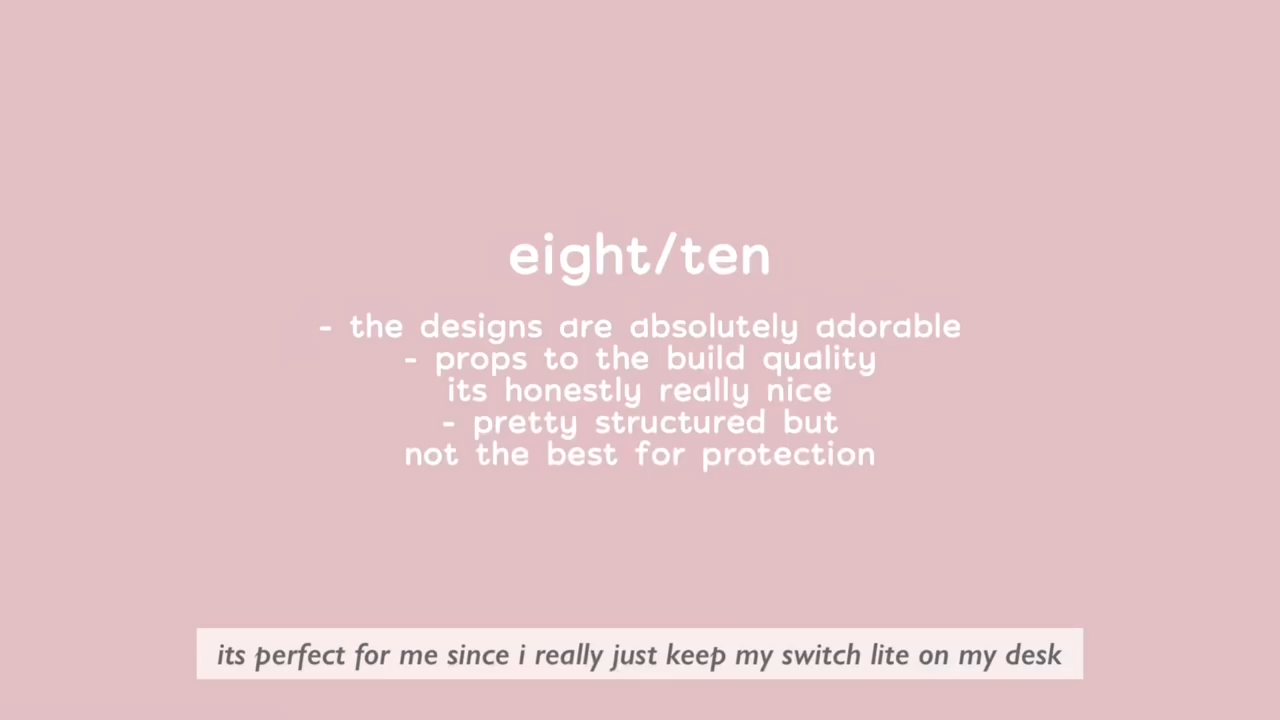 eight/ten
- the designs are absolutely adorable
- props to the build quality
its honestly really nice
- pretty structured but
not the best for protection
its perfect for me since i really just keep my switch lite on my desk